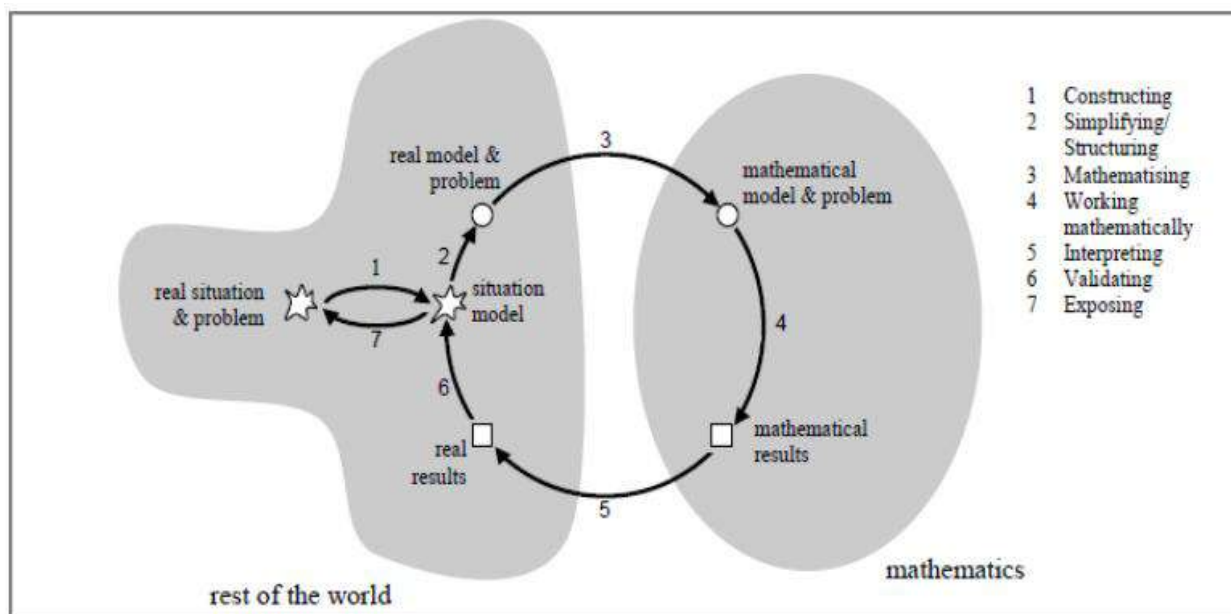 real model &
problem
3
mathematical
model & problem
1
2
real situation
& problem
situation
model
7
4
6
real
results
mathematical
results
5
rest of the world
mathematics
1 Constructing
2 Simplifying/
Structuring
3 Mathematising
4 Working
mathematically
5 Interpreting
6 Validating
7 Exposing